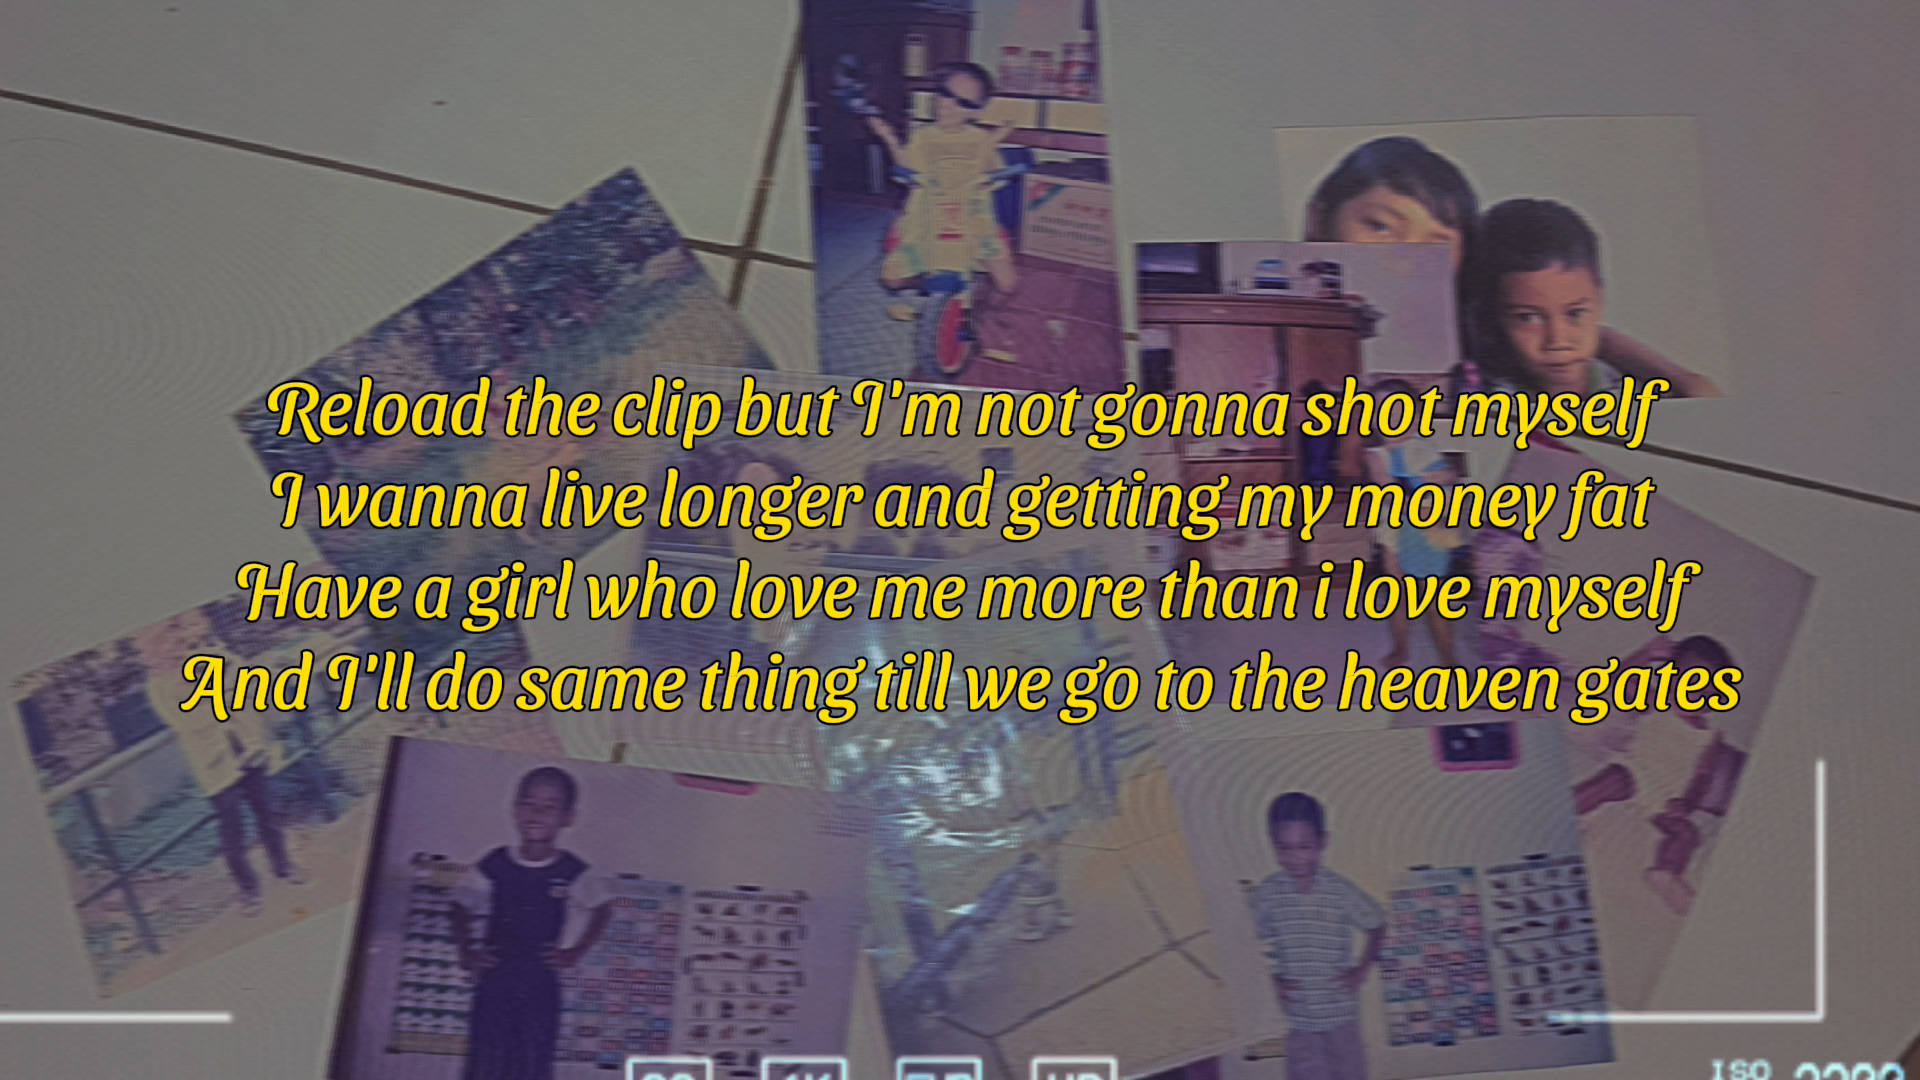 Reload the clip but I'm not gonna shot myself
I wanna live longer and getting my money fat
Have a girl who love me more than i love myself
And I'll do same thing till we go to the heaven gates
ISO